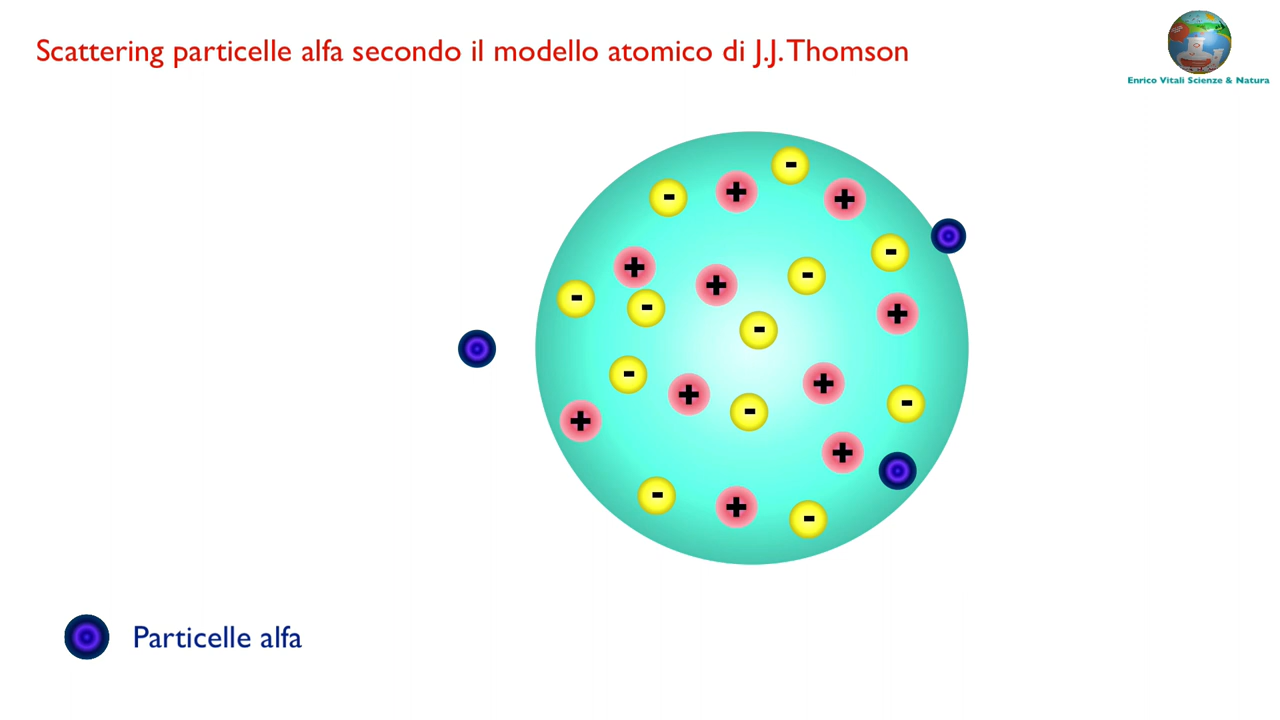 Scattering particelle alfa secondo il modello atomico di J.J. Thomson
Enrico Vitali Scienze & Natura
- + - +
-
+ + -
- - +
-
- + + -
+ -
+
- + -
Particelle alfa